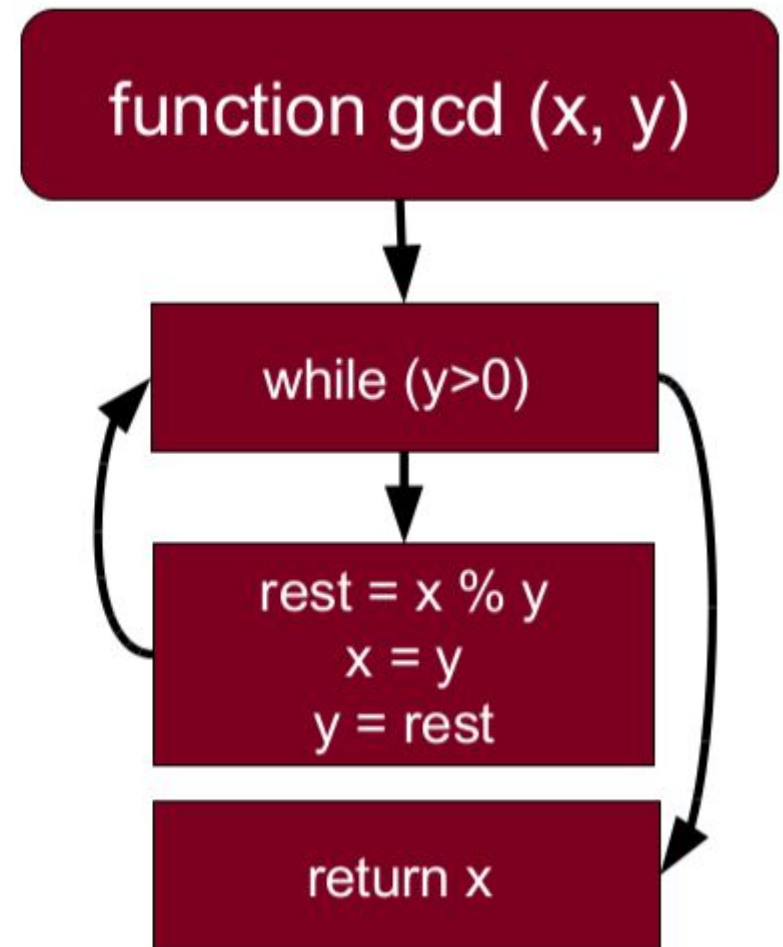 function gcd (x, y)
while (y>0)
rest = x % y
x = y
y = rest
return x